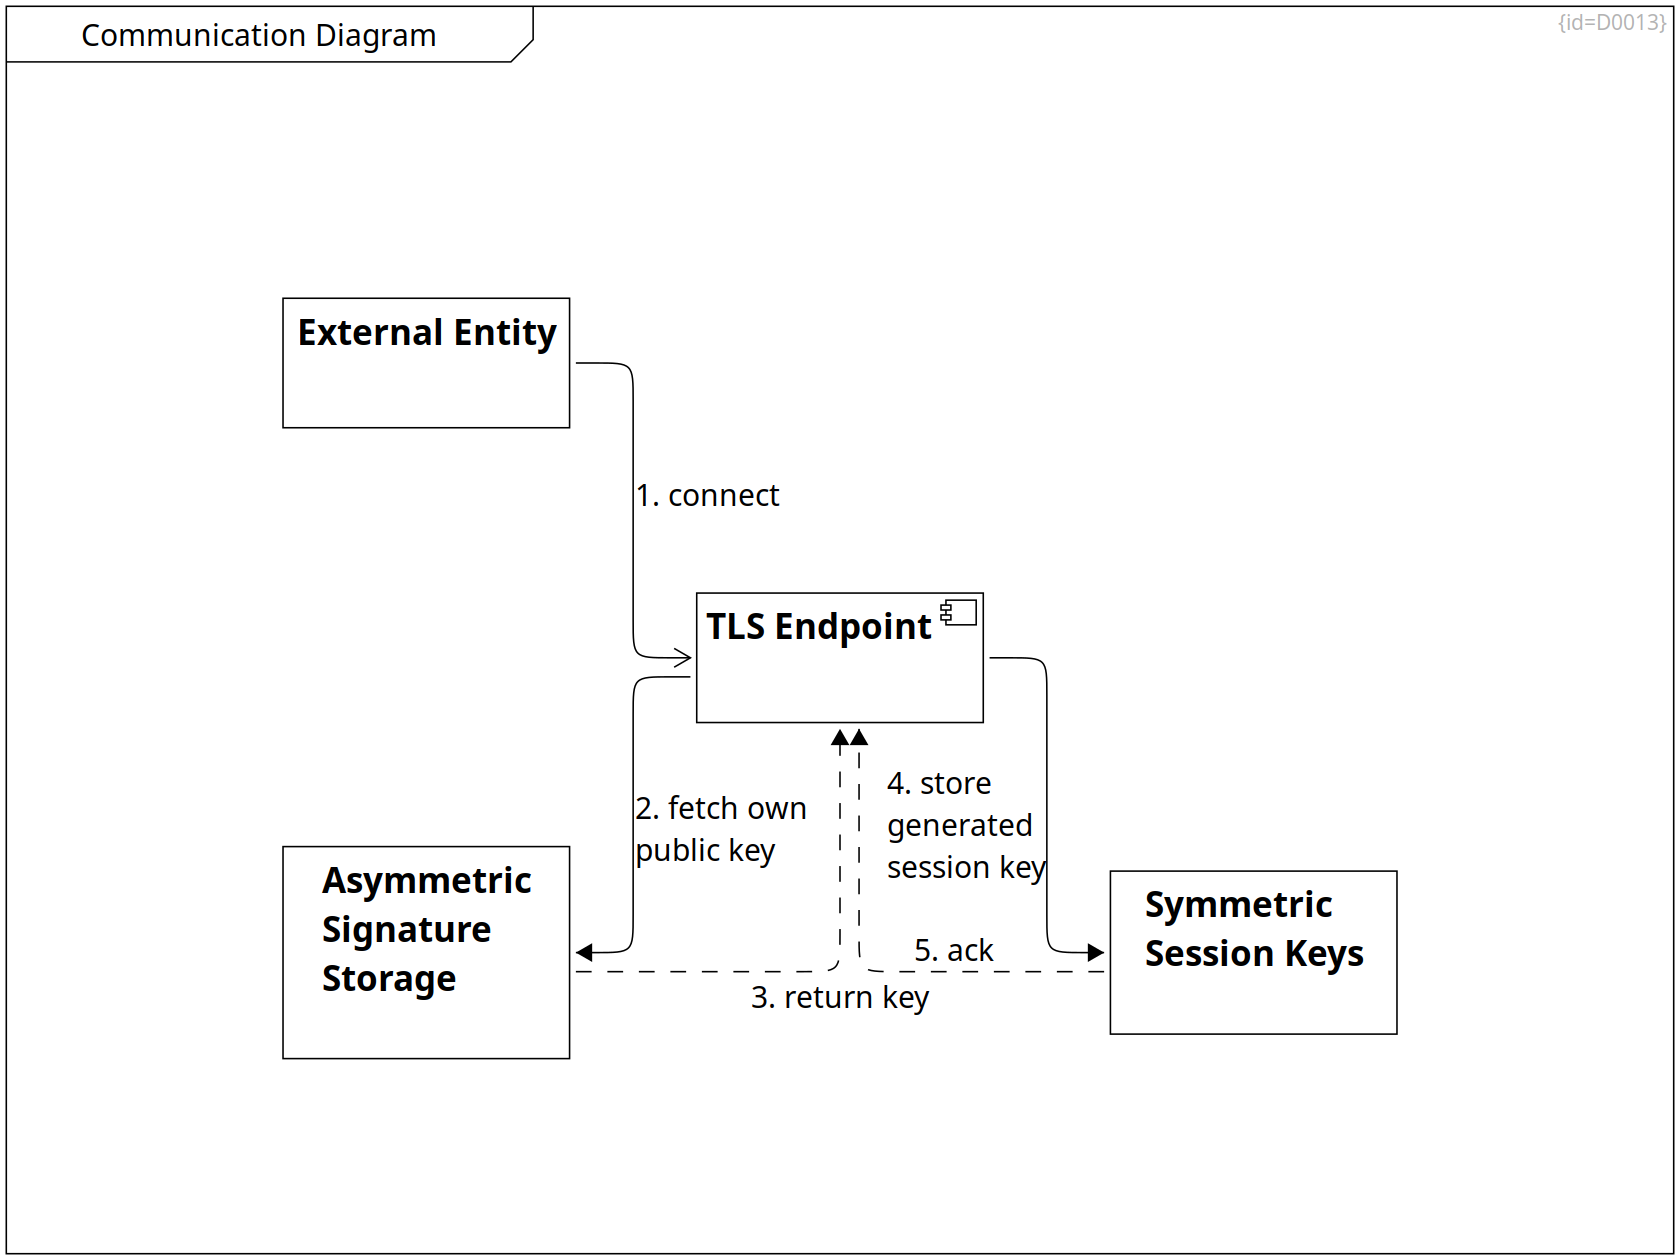 Communication Diagram
{id=D0013}
External Entity
1. connect
TLS Endpoint
2. fetch own
public key
4. store
generated
session key
Asymmetric
Signature
Storage
Symmetric
Session Keys
5. ack
3. return key